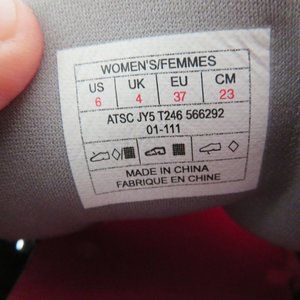 WOMEN'S/FEMMES
US UK EU CM
6 4 37 23
ATSC JY5 T246 566292
01-111
MADE IN CHINA
FABRIQUE EN CHINE